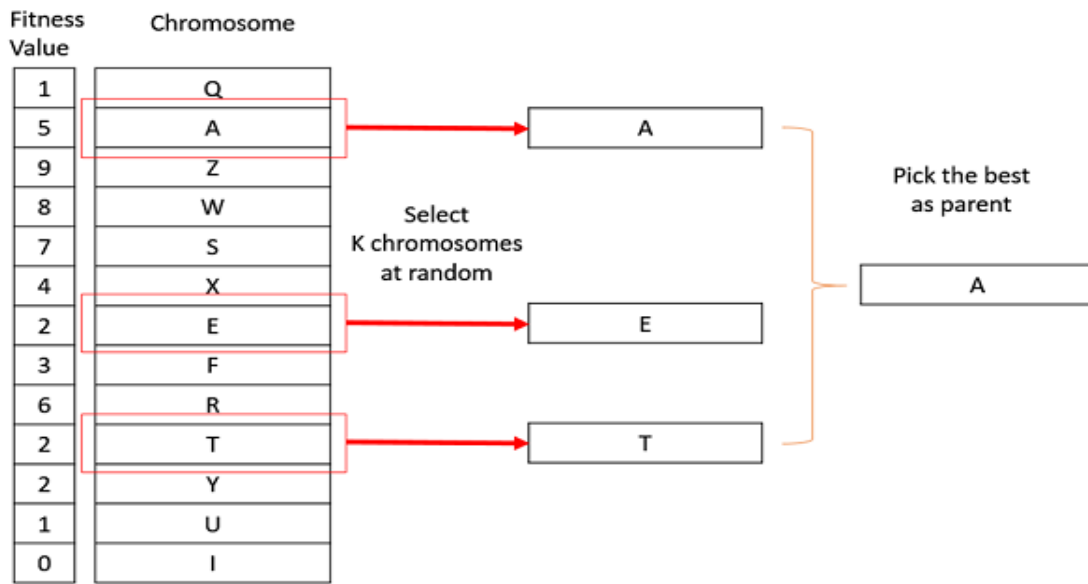 Fitness
Value
Chromosome
1 Q
5 A
9 Z
8 W
7 S
4 X
2 E
3 F
6 R
2 T
2 Y
1 U
0 I
Select
K chromosomes
at random
A
E
T
Pick the best
as parent
A